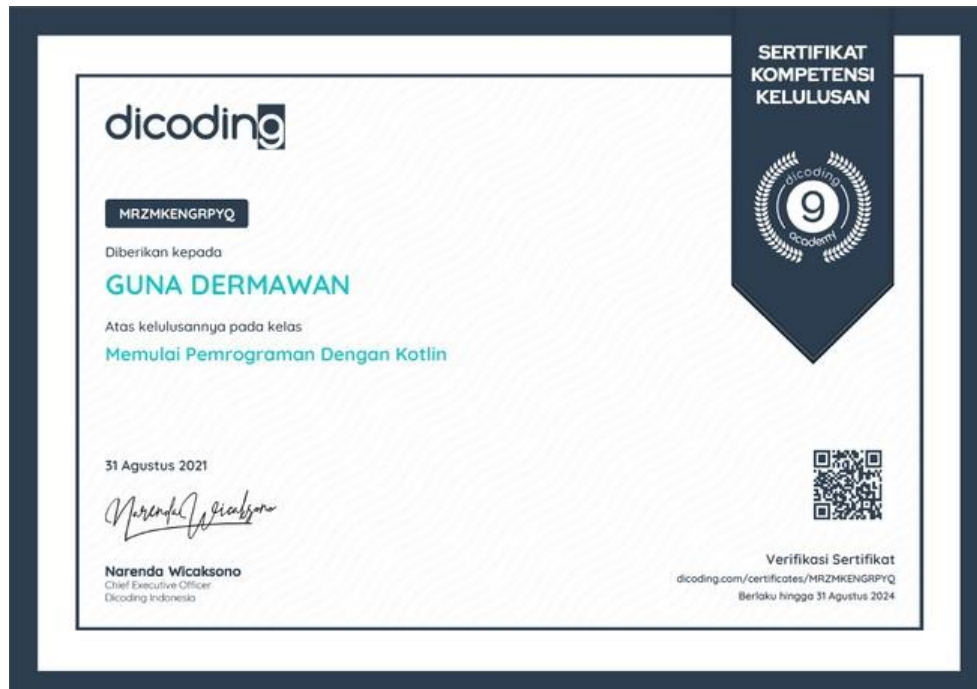 SERTIFIKAT
KOMPETENSI
KELULUSAN
dicoding
dicoding
9
academy
MRZMKENGRPYQ
Diberikan kepada
GUNA DERMAWAN
Atas kelulusannya pada kelas
Memulai Pemrograman Dengan Kotlin
31 Agustus 2021
Narenda Wicaksono
Narenda Wicaksono
Chief Executive Officer
Dicoding Indonesia
Verifikasi Sertifikat
dicoding.com/certificates/MRZMKENGRPYQ
Berlaku hingga 31 Agustus 2024